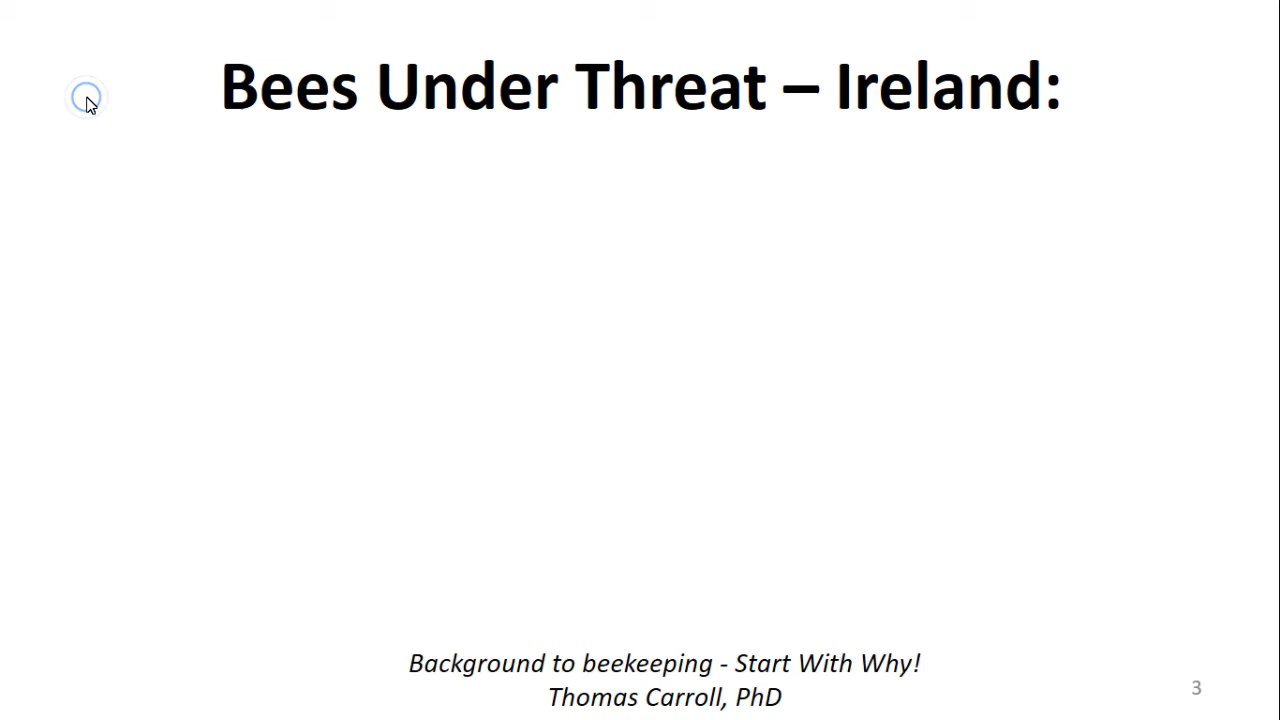 Bees Under Threat – Ireland:
Background to beekeeping - Start With Why!
Thomas Carroll, PhD
3